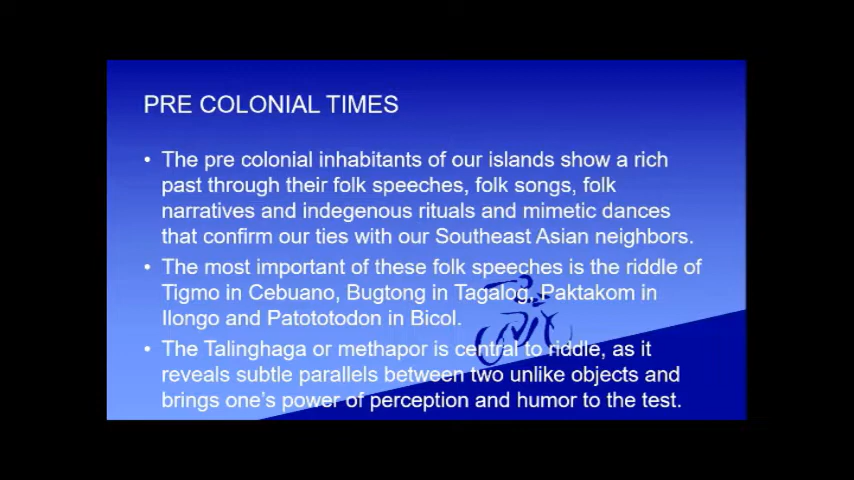 PRE COLONIAL TIMES
• The pre colonial inhabitants of our islands show a rich
past through their folk speeches, folk songs, folk
narratives and indegenous rituals and mimetic dances
that confirm our ties with our Southeast Asian neighbors.
• The most important of these folk speeches is the riddle of
Tigmo in Cebuano, Bugtong in Tagalog, Paktakom in
Ilongo and Patototodon in Bicol.
• The Talinghaga or methapor is central to riddle, as it
reveals subtle parallels between two unlike objects and
brings one's power of perception and humor to the test.